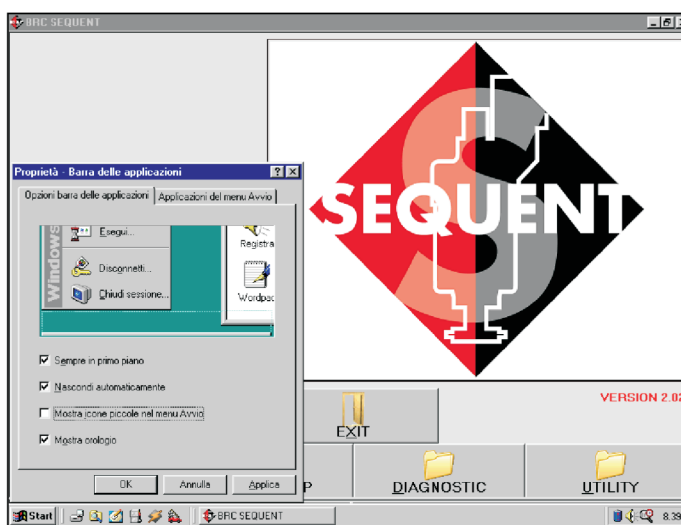 BRC SEQUENT
SEQUENT
Proprietà - Barra delle applicazioni
Opzioni barra delle applicazioni
Applicazioni del menu Avvio
Windows
Esegui...
Disconnetti...
Chiudi sessione...
Registra
Wordpad
Sempre in primo piano
Nascondi automaticamente
Mostra icone piccole nel menu Avvio
Mostra orologio
OK
Annulla
Applica
VERSION 2.02
EXIT
P
DIAGNOSTIC
UTILITY
Start
BRC SEQUENT
8.39